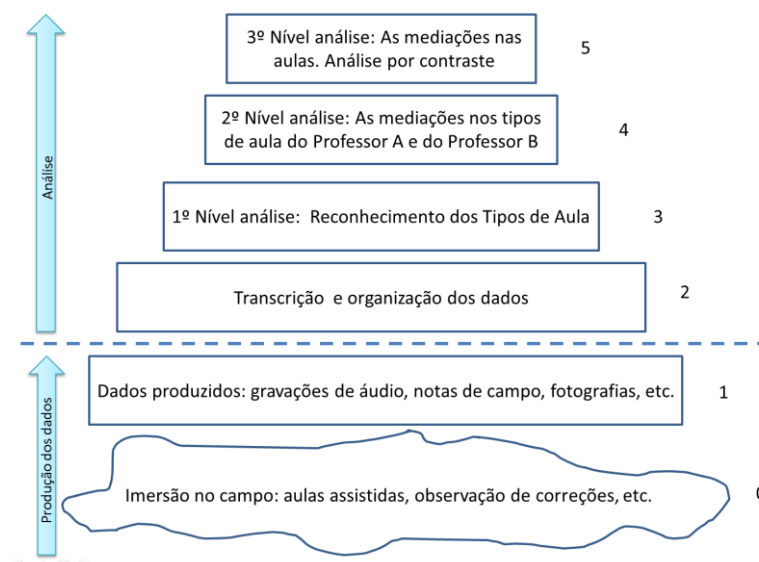 3º Nível análise: As mediações nas
aulas. Análise por contraste
5
2º Nível análise: As mediações nos tipos
de aula do Professor A e do Professor B
4
Análise
1º Nível análise: Reconhecimento dos Tipos de Aula
3
Transcrição e organização dos dados
2
Dados produzidos: gravações de áudio, notas de campo, fotografias, etc.
1
Produção dos dados
Imersão no campo: aulas assistidas, observação de correções, etc.
0